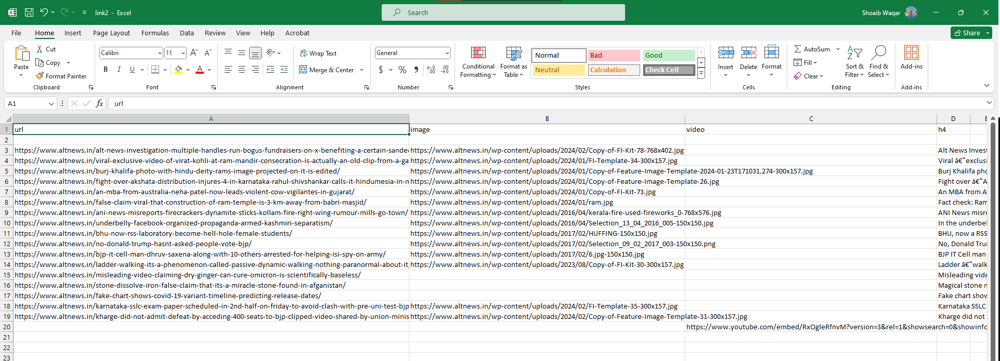 link2 - Excel
Search
Shoaib Waqar
File Home Insert Page Layout Formulas Data Review View Help Acrobat
Share
Paste
Cut
Copy
Format Painter
Clipboard
Calibri 11
B I U A
Font
Wrap Text
Merge & Center
Alignment
General
$ % ,
Number
Conditional Formatting
Format as Table
Normal Bad Good
Neutral Calculation Check Cell
Styles
Insert Delete Format
Cells
AutoSum
Fill
Clear
Sort & Filter
Find & Select
Editing
Add-ins
Add-ins
A1 fx url
A B C D
1 url image video h4
2
3 https://www.altnews.in/alt-news-investigation-multiple-handles-run-bogus-fundraisers-on-x-benefiting-a-certain-sandee https://www.altnews.in/wp-content/uploads/2024/02/Copy-of-FI-Kit-78-768x402.jpg Alt News Invest
4 https://www.altnews.in/viral-exclusive-video-of-virat-kohli-at-ram-mandir-consecration-is-actually-an-old-clip-from-a-ga https://www.altnews.in/wp-content/uploads/2024/01/FI-Template-34-300x157.jpg Viral â€˜exclusi
5 https://www.altnews.in/burj-khalifa-photo-with-hindu-deity-rams-image-projected-on-it-is-edited/ https://www.altnews.in/wp-content/uploads/2024/01/Copy-of-Feature-Image-Template-2024-01-23T171031.274-300x157.jpg Burj Khalifa pho
6 https://www.altnews.in/fight-over-akshata-distribution-injures-4-in-karnataka-rahul-shivshankar-calls-it-hindumesia-in-n https://www.altnews.in/wp-content/uploads/2024/01/Copy-of-Feature-Image-Template-26.jpg Fight over â€˜A
7 https://www.altnews.in/an-mba-from-australia-neha-patel-now-leads-violent-cow-vigilantes-in-gujarat/ https://www.altnews.in/wp-content/uploads/2024/01/Copy-of-FI-Kit-73.jpg An MBA from A
8 https://www.altnews.in/false-claim-viral-that-construction-of-ram-temple-is-3-km-away-from-babri-masjid/ https://www.altnews.in/wp-content/uploads/2024/01/ram.jpg Fact check: Ram
9 https://www.altnews.in/ani-news-misreports-firecrackers-dynamite-sticks-kollam-fire-right-wing-rumour-mills-go-town/ https://www.altnews.in/wp-content/uploads/2016/04/kerala-fire-used-fireworks_0-768x576.jpg ANI News misre
10 https://www.altnews.in/underbelly-facebook-organized-propaganda-armed-kashmiri-separatism/ https://www.altnews.in/wp-content/uploads/2016/04/Selection_13_04_2016_005-150x150.jpg In the underbel
11 https://www.altnews.in/bhu-now-rss-laboratory-become-hell-hole-female-students/ https://www.altnews.in/wp-content/uploads/2017/02/HUFFING-150x150.jpg BHU, now a RSS
12 https://www.altnews.in/no-donald-trump-hasnt-asked-people-vote-bjp/ https://www.altnews.in/wp-content/uploads/2017/02/Selection_09_02_2017_003-150x150.png No, Donald Tru
13 https://www.altnews.in/bjp-it-cell-man-dhruv-saxena-along-with-10-others-arrested-for-helping-isi-spy-on-army/ https://www.altnews.in/wp-content/uploads/2017/02/6.jpg-150x150.jpg BJP IT Cell man
14 https://www.altnews.in/ladder-walking-its-a-phenomenon-called-passive-dynamic-walking-nothing-paranormal-about-it, https://www.altnews.in/wp-content/uploads/2023/08/Copy-of-FI-Kit-30-300x157.jpg Ladder â€˜walk
15 https://www.altnews.in/misleading-video-claiming-dry-ginger-can-cure-omicron-is-scientifically-baseless/ Misleading vide
16 https://www.altnews.in/stone-dissolve-iron-false-claim-that-its-a-miracle-stone-found-in-afganistan/ Magical stone n
17 https://www.altnews.in/fake-chart-shows-covid-19-variant-timeline-predicting-release-dates/ Fake chart show
18 https://www.altnews.in/karnataka-sslc-exam-paper-scheduled-in-2nd-half-on-friday-to-avoid-clash-with-pre-uni-test-bjp https://www.altnews.in/wp-content/uploads/2024/02/FI-Template-35-300x157.jpg Karnataka SSLC
19 https://www.altnews.in/kharge-did-not-admit-defeat-by-acceding-400-seats-to-bjp-clipped-video-shared-by-union-minis https://www.altnews.in/wp-content/uploads/2024/02/Copy-of-Feature-Image-Template-31-300x157.jpg Kharge did not
20 https://www.youtube.com/embed/RxOgleRfnvM?version=3&rel=1&showsearch=0&showinfo
21
22
23